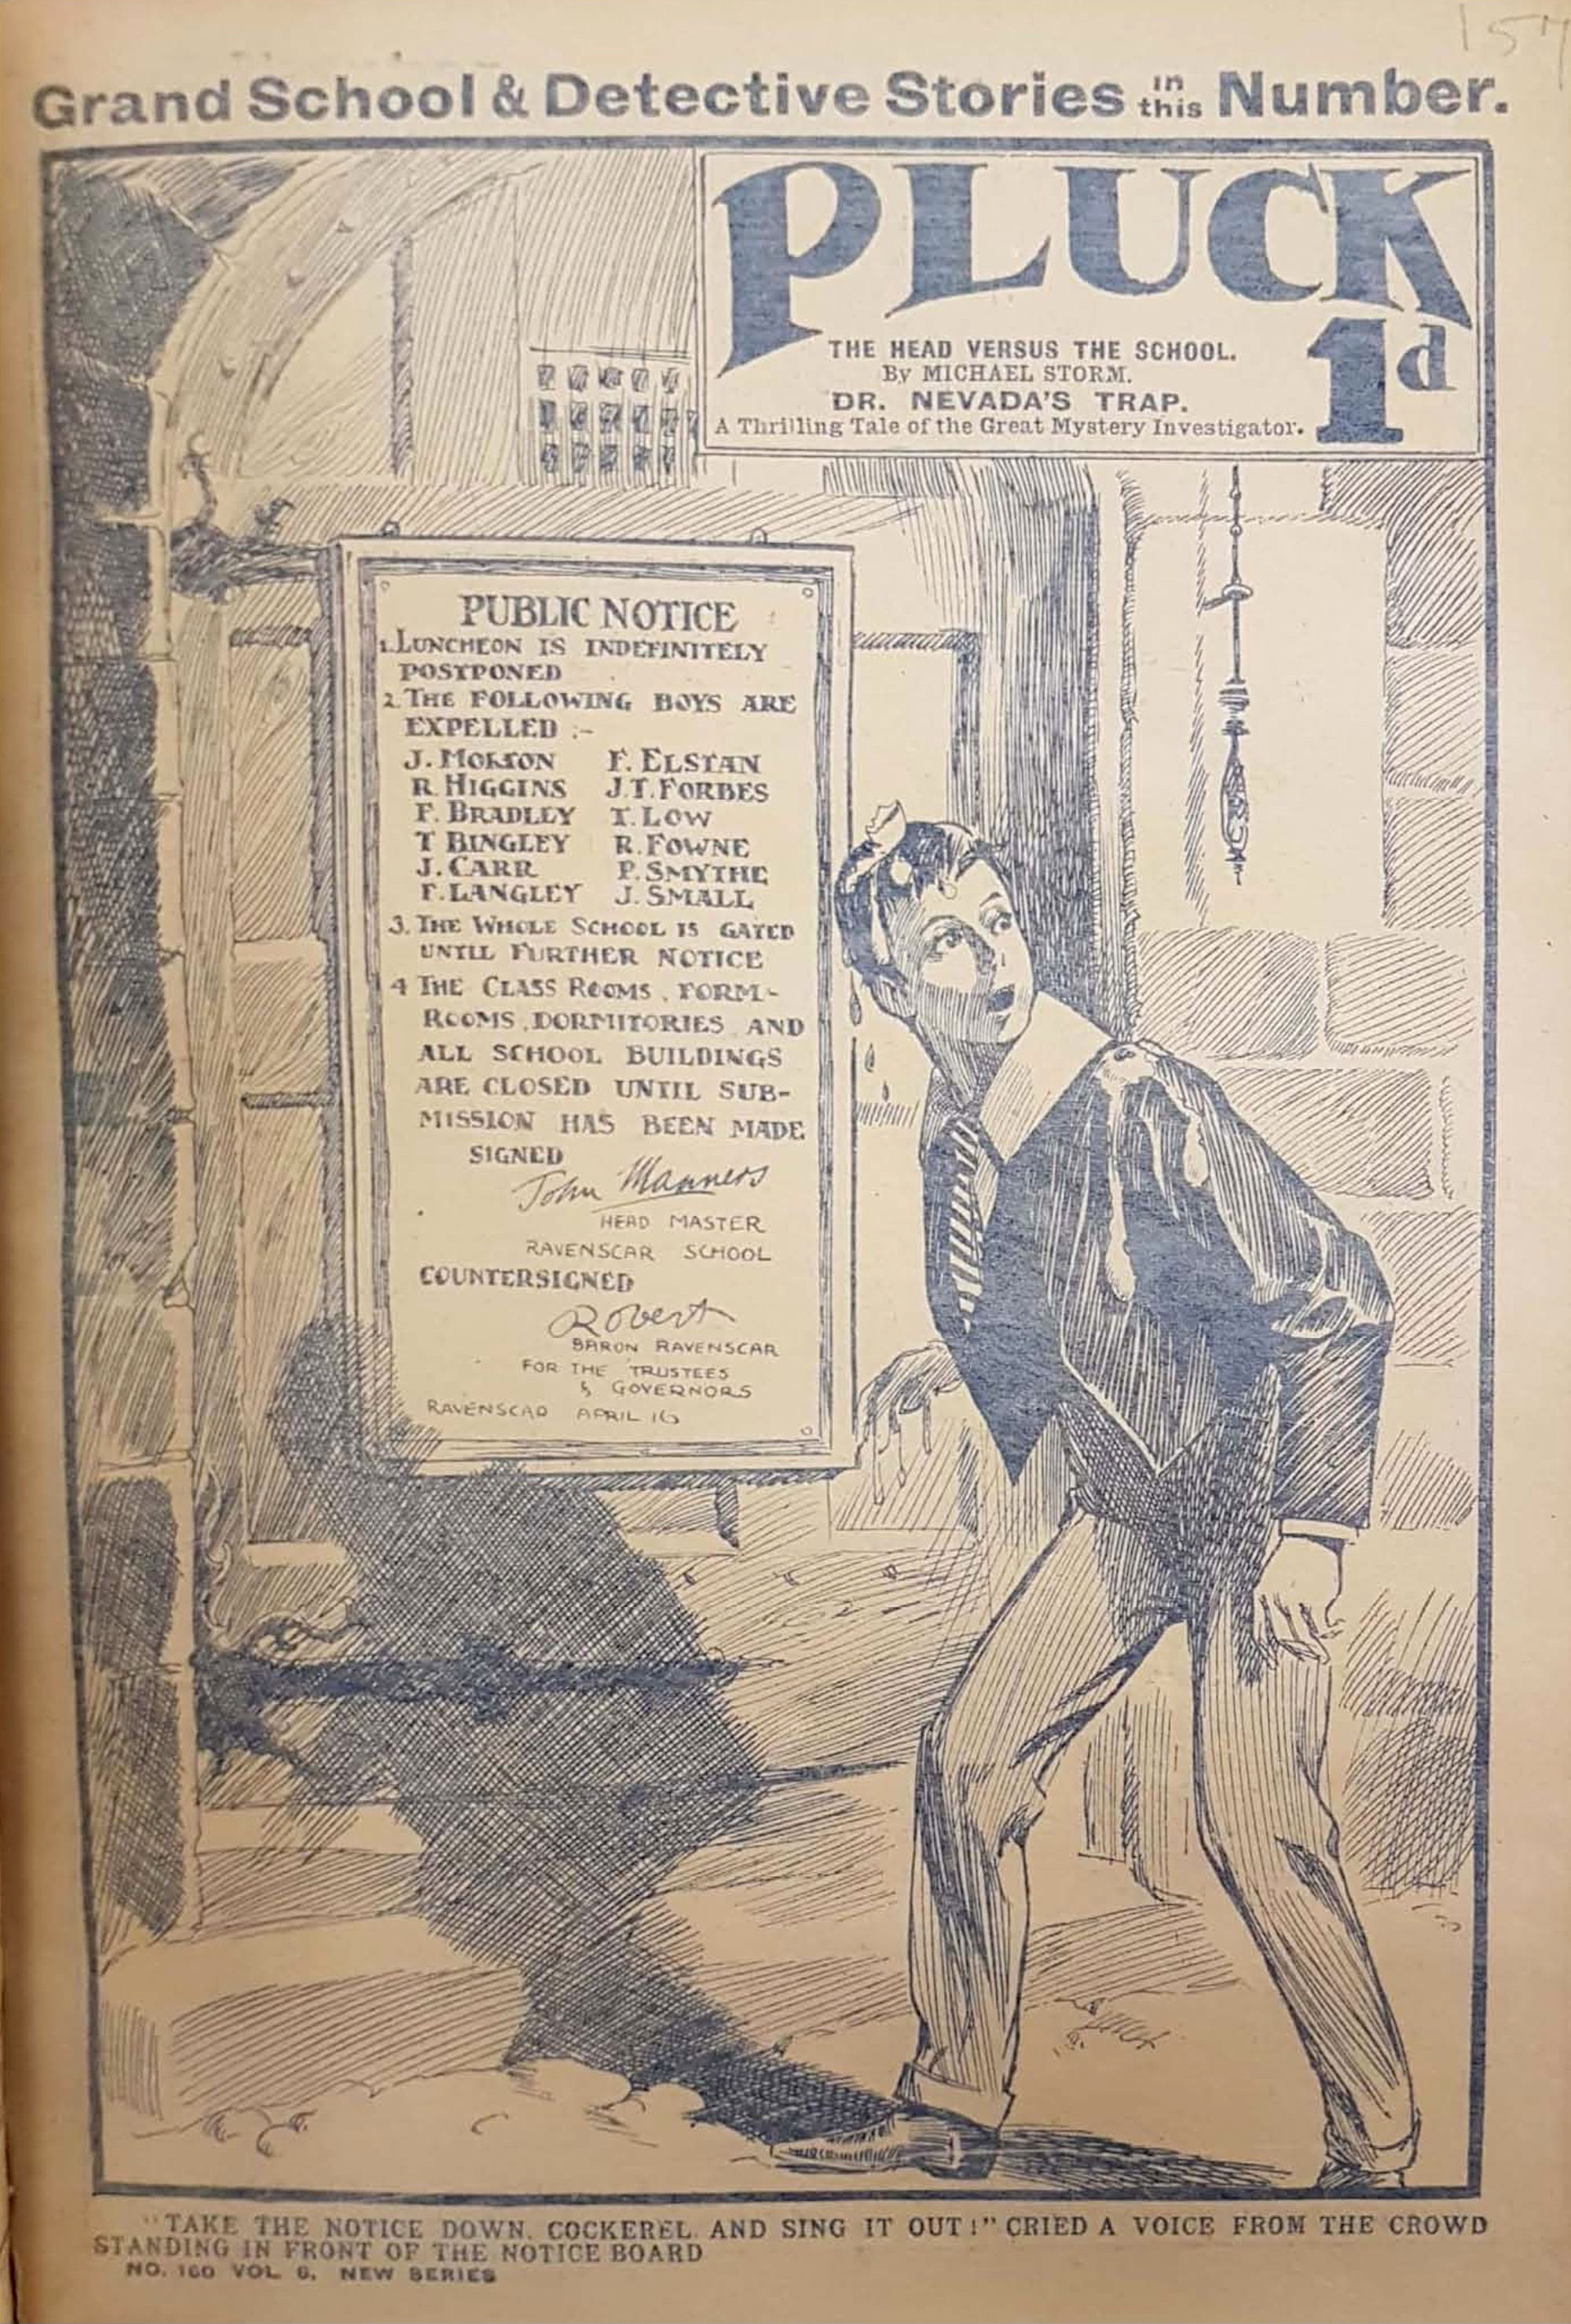 Grand School & Detective Stories in this Number.
PLUCK
1d
THE HEAD VERSUS THE SCHOOL.
By MICHAEL STORM.
DR. NEVADA'S TRAP.
A Thrilling Tale of the Great Mystery Investigator.
PUBLIC NOTICE
1. LUNCHEON IS INDEFINITELY
POSTPONED
2. THE FOLLOWING BOYS ARE
EXPELLED :-
J. MORSON F. ELSTAN
R. HIGGINS J.T. FORBES
F. BRADLEY T. LOW
T BINGLEY R. FOWNE
J. CARR P. SMYTHE
F. LANGLEY J. SMALL
3. THE WHOLE SCHOOL IS GATED
UNTIL FURTHER NOTICE
4 THE CLASS ROOMS, FORM-
ROOMS, DORMITORIES AND
ALL SCHOOL BUILDINGS
ARE CLOSED UNTIL SUB-
MISSION HAS BEEN MADE
SIGNED
John Manners
HEAD MASTER
RAVENSCAR SCHOOL
COUNTERSIGNED
Robert
BARON RAVENSCAR
FOR THE TRUSTEES
& GOVERNORS
RAVENSCAR APRIL 16
"TAKE THE NOTICE DOWN, COCKEREL, AND SING IT OUT!" CRIED A VOICE FROM THE CROWD
STANDING IN FRONT OF THE NOTICE BOARD
NO. 160 VOL 6. NEW SERIES